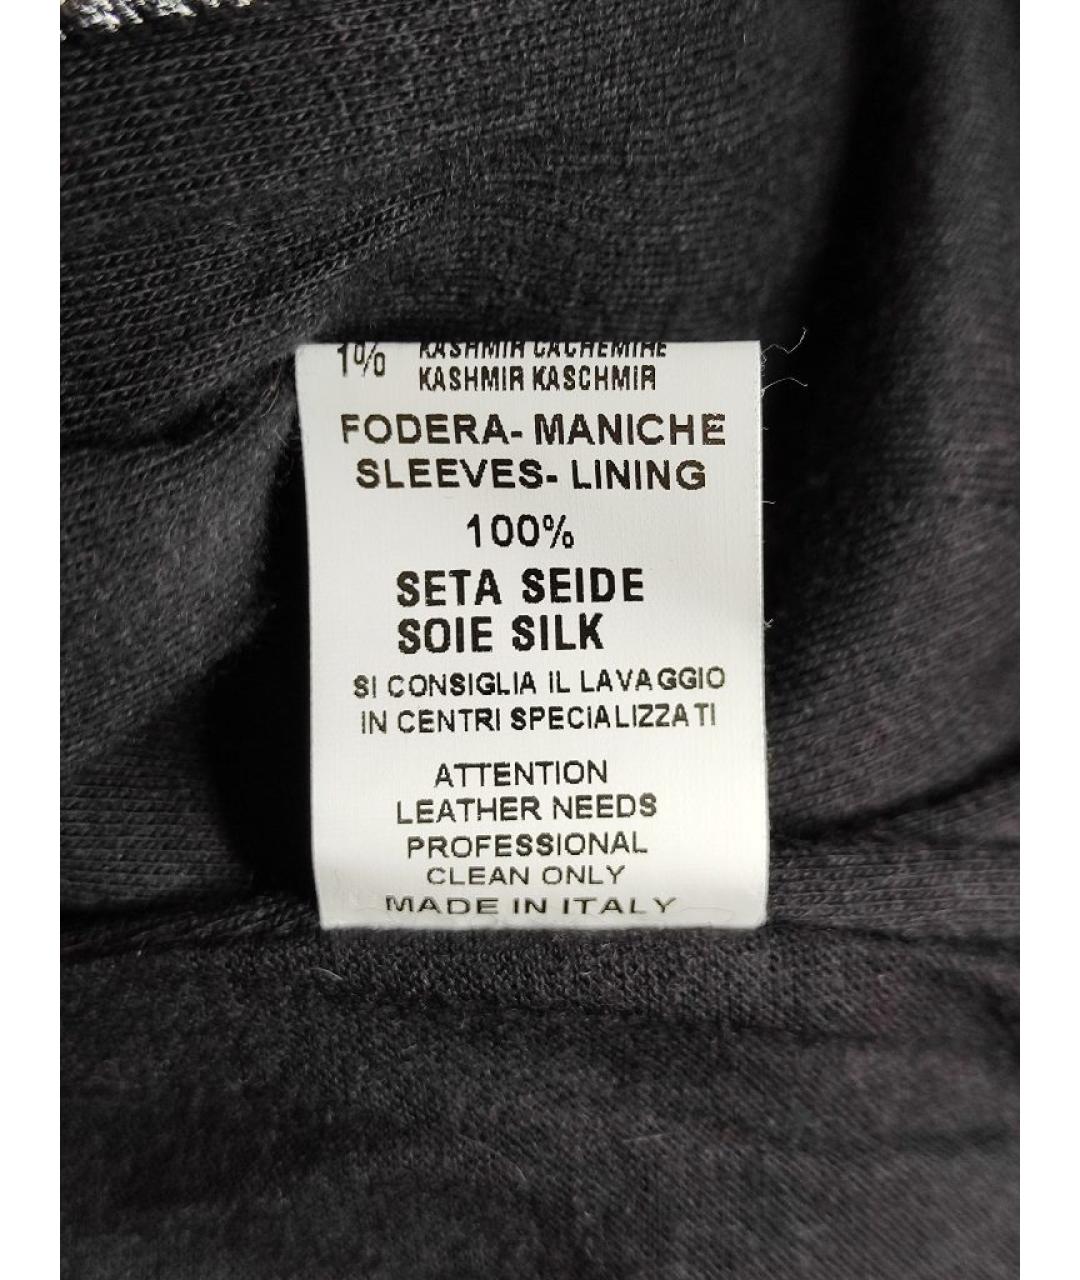 1% KASHMIR CACHEMIRE
KASHMIR KASCHMIR
FODERA- MANICHE
SLEEVES- LINING
100%
SETA SEIDE
SOIE SILK
SI CONSIGLIA IL LAVAGGIO
IN CENTRI SPECIALIZZATI
ATTENTION
LEATHER NEEDS
PROFESSIONAL
CLEAN ONLY
MADE IN ITALY